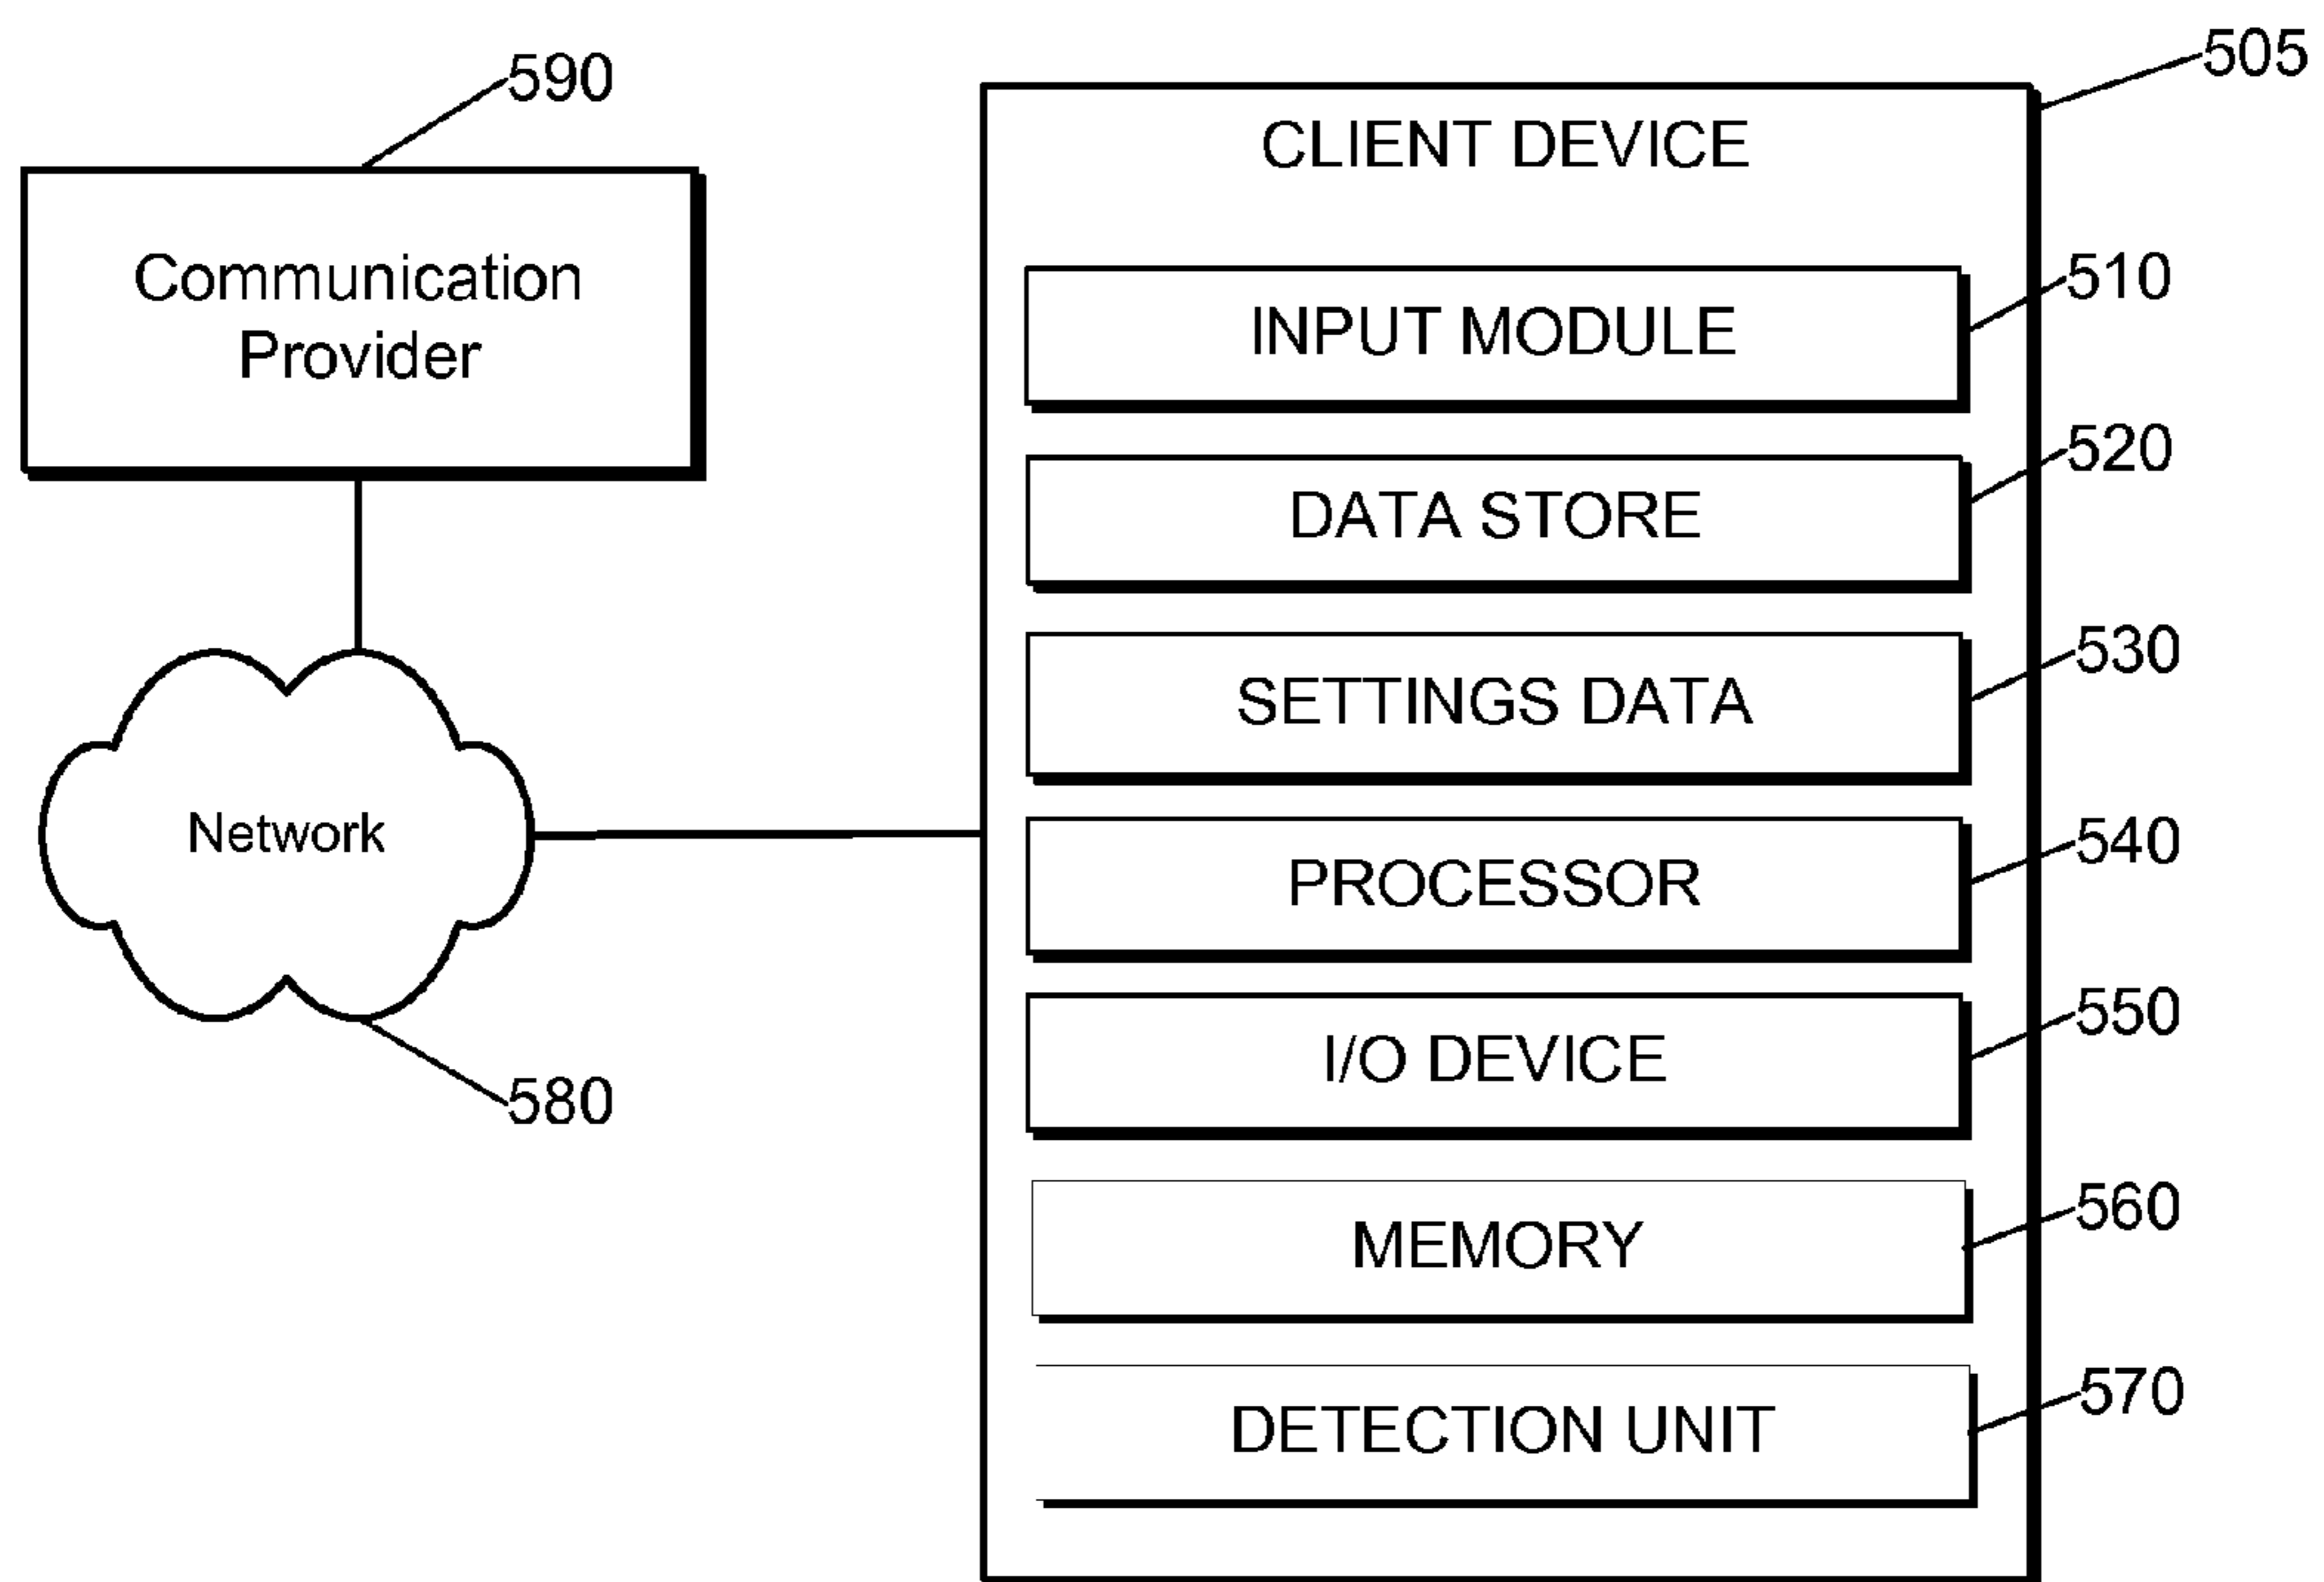 590
Communication
Provider
Network
580
505
CLIENT DEVICE
510
INPUT MODULE
520
DATA STORE
530
SETTINGS DATA
540
PROCESSOR
550
I/O DEVICE
560
MEMORY
570
DETECTION UNIT